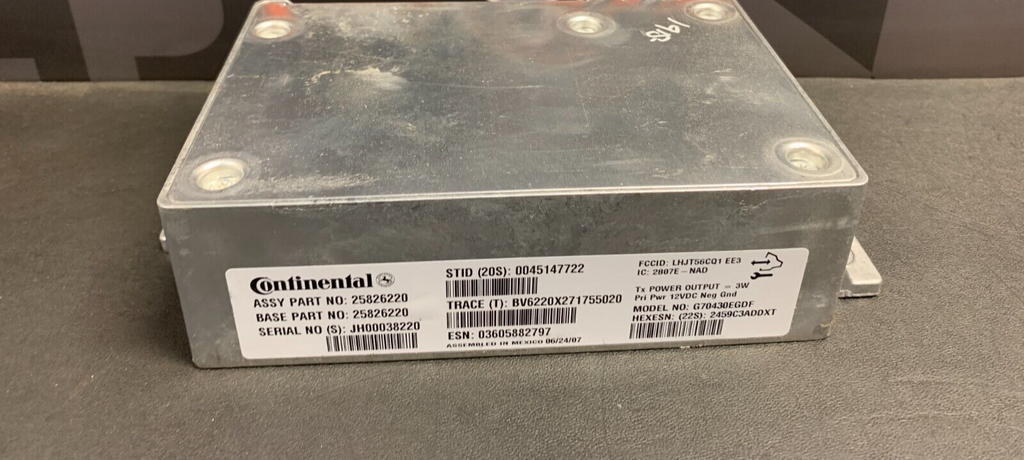 19S
Continental
ASSY PART NO: 25826220
BASE PART NO: 25826220
SERIAL NO (S): JH00038220
STID (20S): 0045147722
TRACE (T): BV6220X271755020
ESN: 03605882797
ASSEMBLED IN MEXICO 06/24/07
FCCID: LHJT56CQ1 EE3
IC: 2807E-NAD
Tx POWER OUTPUT = 3W
Pri Pwr 12VDC Neg Gnd
MODEL NO: G70430EGDF
HEXESN: (22S): 2459C3ADDXT